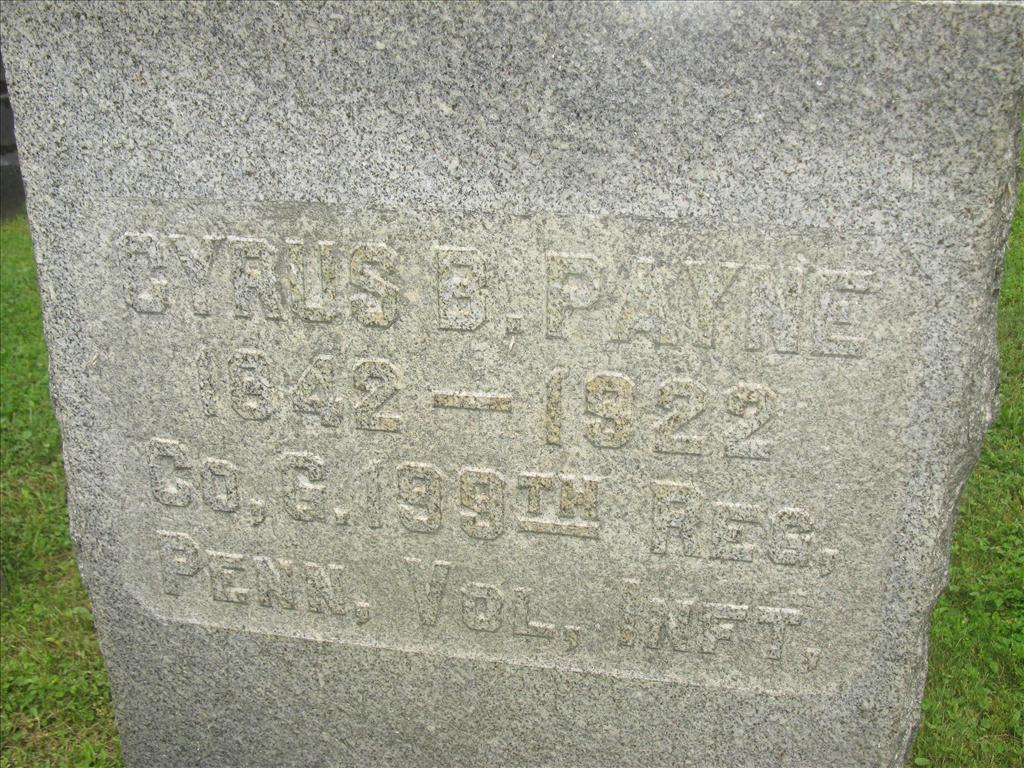 CYRUS B. PAYNE
1842 — 1922
Co, G. 199TH REG,
PENN, VOL, INFT,